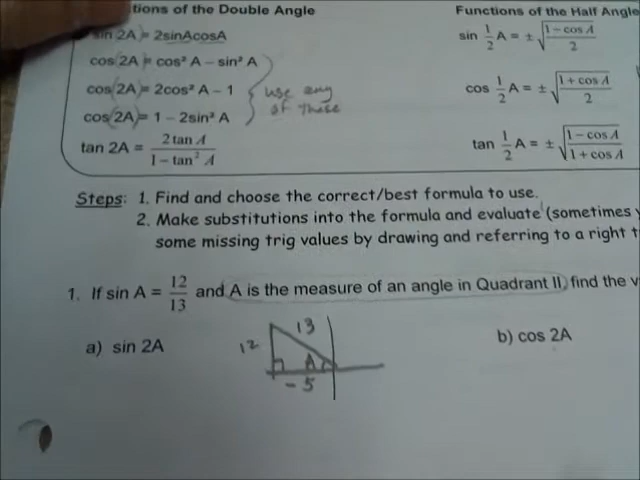 tions of the Double Angle
sin 2A = 2sinAcosA
cos(2A) = cos² A – sin² A
cos(2A) = 2cos² A – 1
cos(2A) = 1 – 2sin² A
use any
of these
tan 2A = 2 tan A / 1 – tan² A
Functions of the Half Angle
sin 1/2 A = ± √(1 – cos A / 2)
cos 1/2 A = ± √(1 + cos A / 2)
tan 1/2 A = ± √(1 – cos A / 1 + cos A)
Steps: 1. Find and choose the correct/best formula to use.
2. Make substitutions into the formula and evaluate (sometimes
some missing trig values by drawing and referring to a right
1. If sin A = 12/13 and A is the measure of an angle in Quadrant II, find the
a) sin 2A
12
13
A
– 5
b) cos 2A